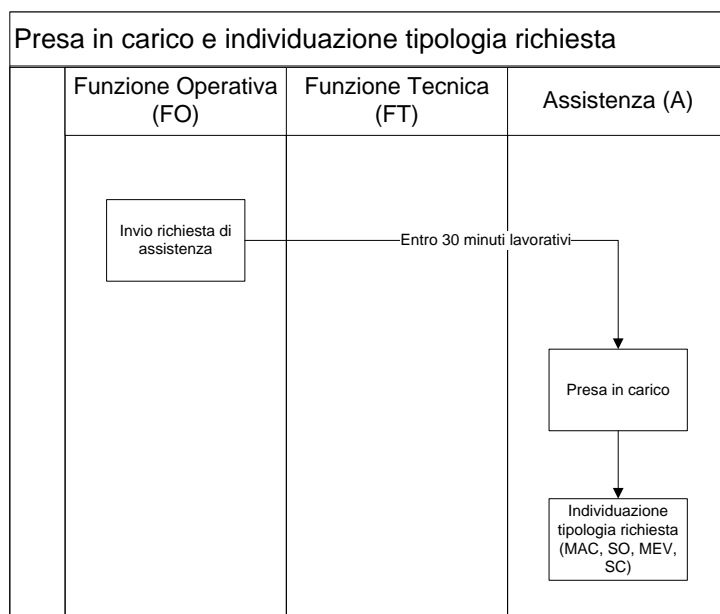 Presa in carico e individuazione tipologia richiesta
Funzione Operativa
(FO)
Funzione Tecnica
(FT)
Assistenza (A)
Invio richiesta di
assistenza
Entro 30 minuti lavorativi
Presa in carico
Individuazione
tipologia richiesta
(MAC, SO, MEV,
SC)